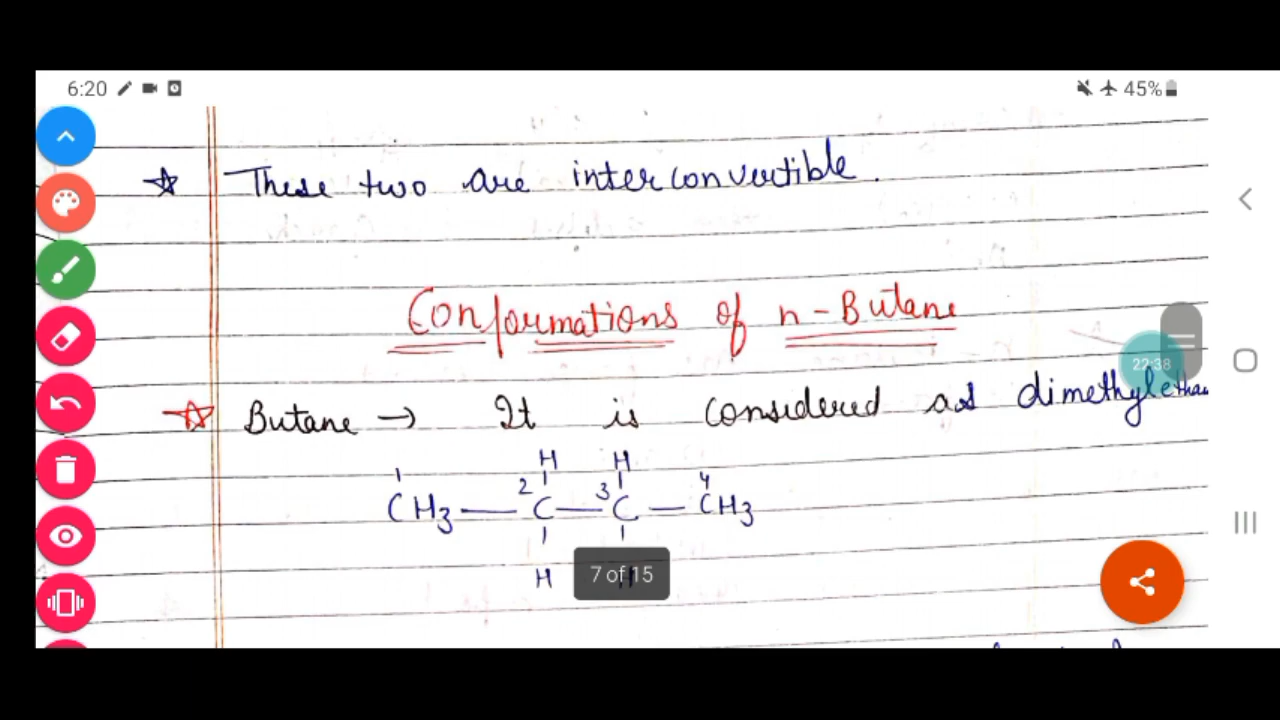 6:20
45%
☆ These two are interconvertible.
Conformations of n-Butane
22:38
☆ Butane → It is considered as dimethylethan
H H
1 2 3 4
CH3—C—C—CH3
H
7 of 15